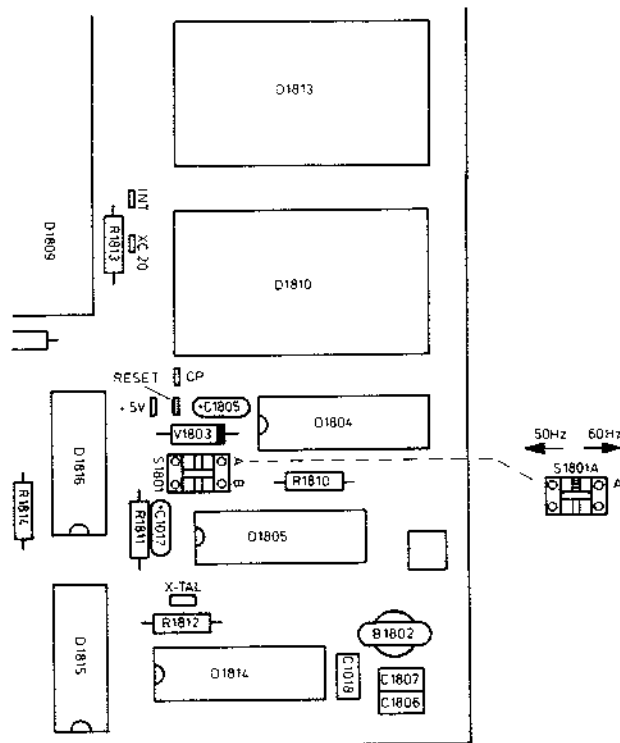 D1813
INT
R1813
XC 20
D1809
D1810
RESET
CP
+5V
+C1805
D1804
V1803
50Hz
60Hz
S1801A
A
S1801
A
B
D1816
R1810
R1814
R1811
+C1017
D1805
X-TAL
R1812
B1802
D1815
D1814
C1018
C1807
C1806